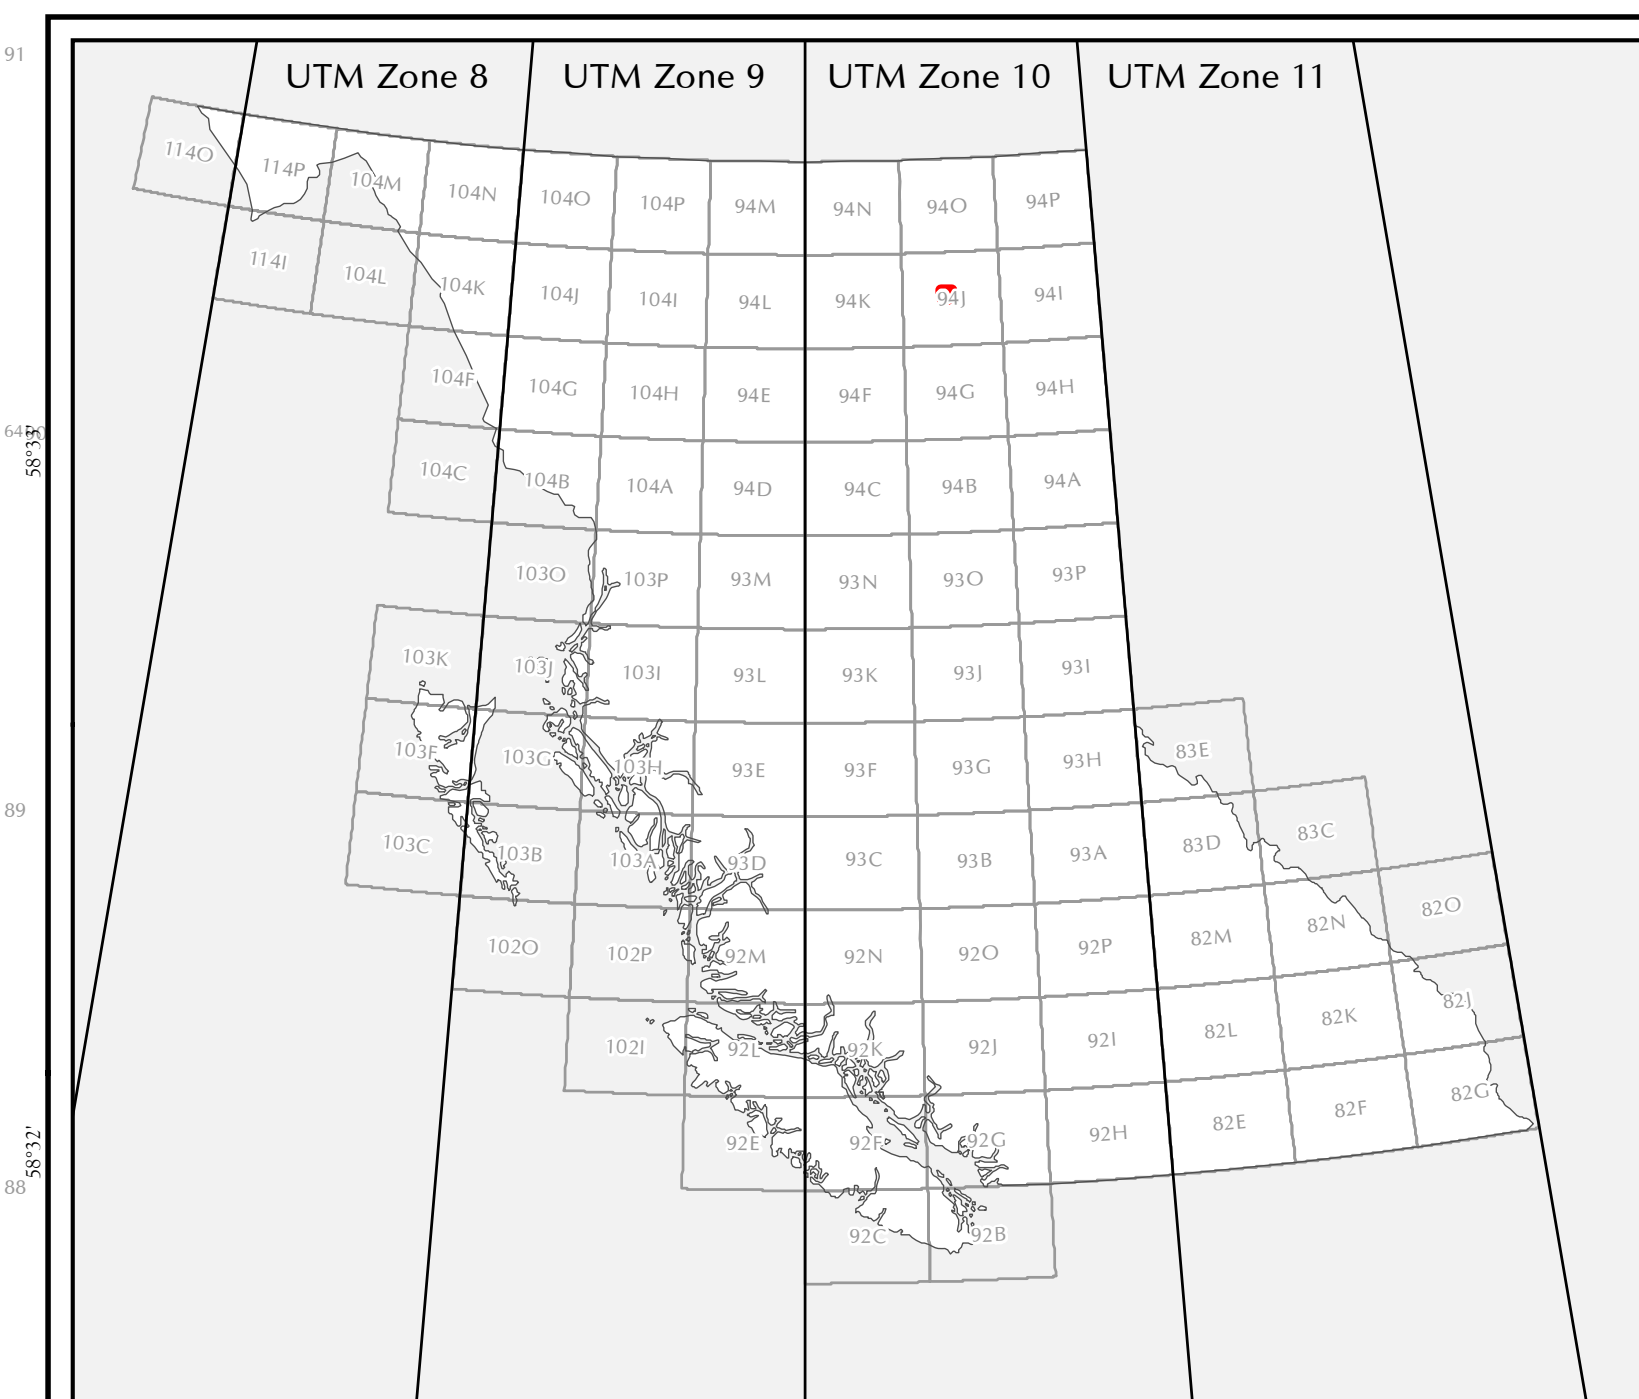 91
UTM Zone 8 UTM Zone 9 UTM Zone 10 UTM Zone 11
114O 114P 104M 104N 104O 104P 94M 94N 94O 94P
114I 104L 104K 104J 104I 94L 94K 94J 94I
104F 104G 104H 94E 94F 94G 94H
58°33'
104C 104B 104A 94D 94C 94B 94A
103O 103P 93M 93N 93O 93P
103K 103J 103I 93L 93K 93J 93I
103F 103G 103H 93E 93F 93G 93H 83E
89
103C 103B 103A 93D 93C 93B 93A 83D 83C
102O 102P 92M 92N 92O 92P 82M 82N 82O
102I 92L 92K 92J 92I 82L 82K 82J
92E 92F 92G 92H 82E 82F 82G
58°32'
88
92C 92B